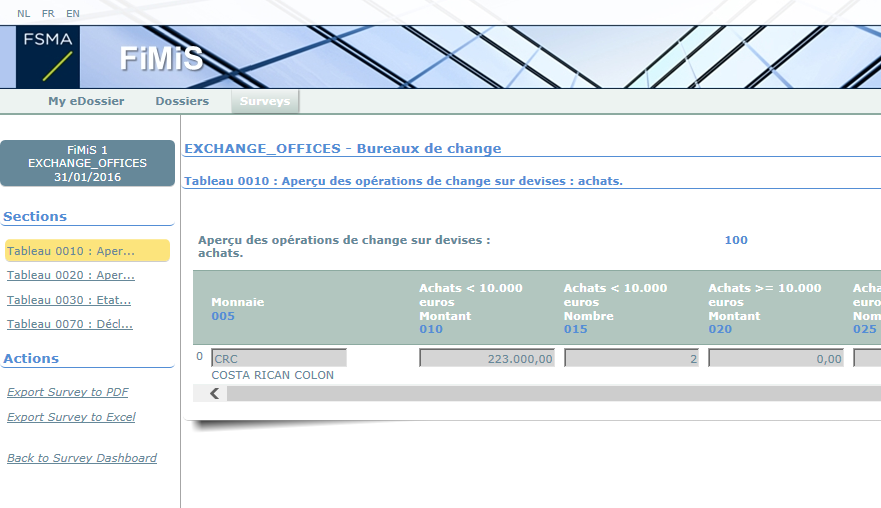 NL FR EN
FSMA
FiMiS
My eDossier Dossiers Surveys
FiMiS 1
EXCHANGE_OFFICES
31/01/2016
Sections
Tableau 0010 : Aper...
Tableau 0020 : Aper...
Tableau 0030 : Etat...
Tableau 0070 : Décl...
Actions
Export Survey to PDF
Export Survey to Excel
Back to Survey Dashboard
EXCHANGE_OFFICES - Bureaux de change
Tableau 0010 : Aperçu des opérations de change sur devises : achats.
Aperçu des opérations de change sur devises : 100
achats.
Monnaie
005
Achats < 10.000
euros
Montant
010
Achats < 10.000
euros
Nombre
015
Achats >= 10.000
euros
Montant
020
Acha
euro
Nom
025
0 CRC 223.000,00 2 0,00
COSTA RICAN COLON